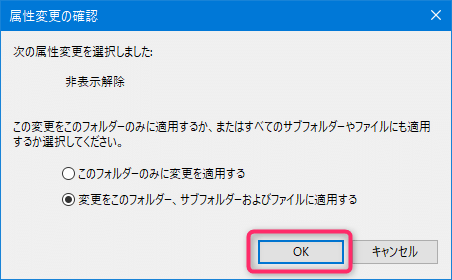 属性変更の確認
次の属性変更を選択しました:
非表示解除
この変更をこのフォルダーのみに適用するか、またはすべてのサブフォルダーやファイルにも適用
するか選択してください。
このフォルダーのみに変更を適用する
変更をこのフォルダー、サブフォルダーおよびファイルに適用する
OK
キャンセル